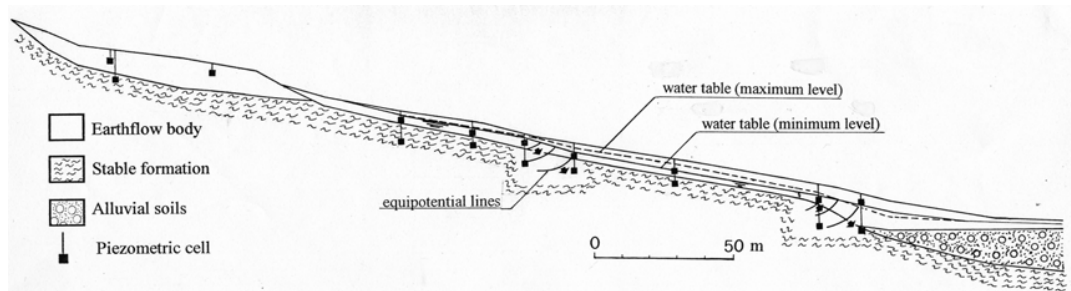 water table (maximum level)
water table (minimum level)
Earthflow body
Stable formation
Alluvial soils
Piezometric cell
equipotential lines
0 50 m